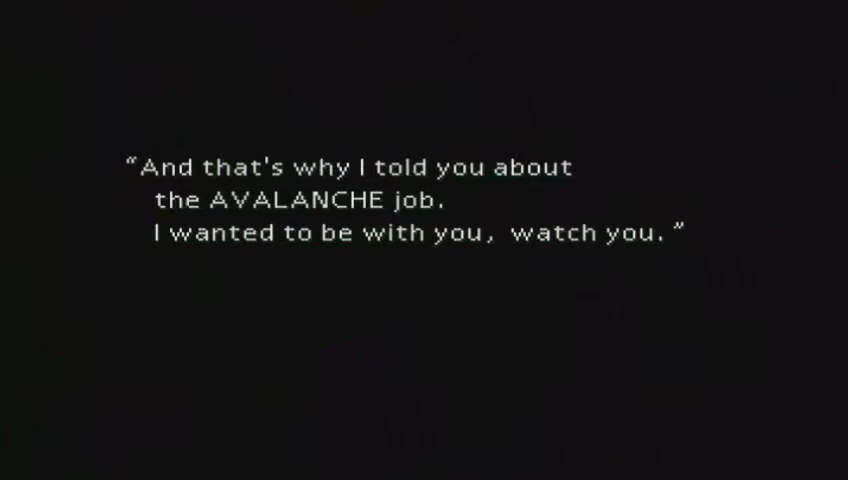 “And that's why I told you about
the AVALANCHE job.
I wanted to be with you, watch you.”